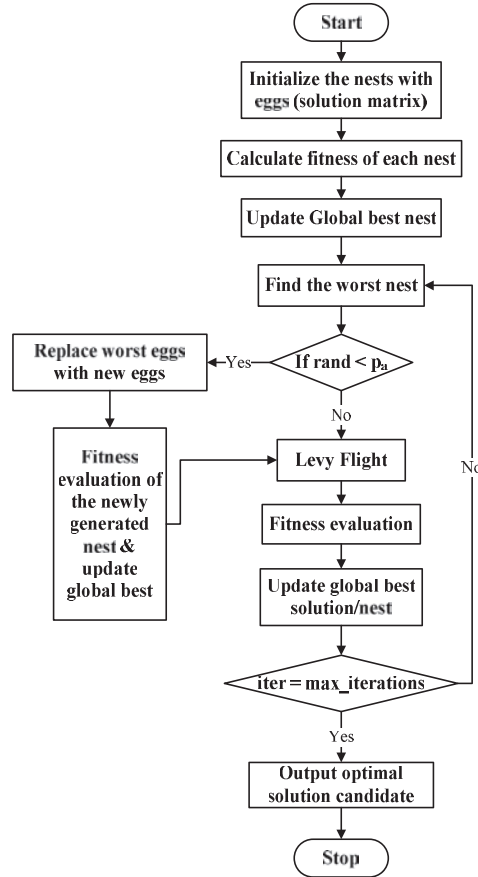 Start
Initialize the nests with
eggs (solution matrix)
Calculate fitness of each nest
Update Global best nest
Find the worst nest
If rand < pₐ
Yes
Replace worst eggs
with new eggs
No
Fitness
evaluation of
the newly
generated
nest &
update
global best
Levy Flight
Fitness evaluation
Update global best
solution/nest
iter = max_iterations
No
Yes
Output optimal
solution candidate
Stop